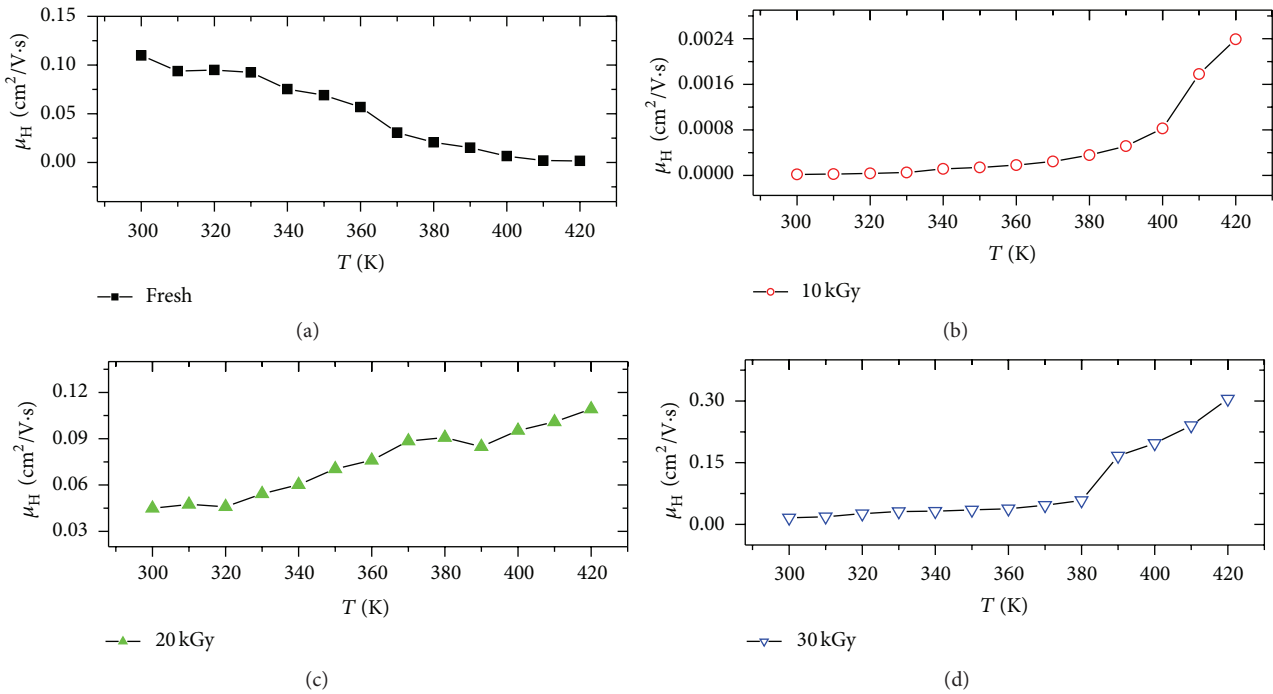 0.15
0.10
0.05
0.00
μH (cm2/V·s)
300 320 340 360 380 400 420
T (K)
Fresh
(a)
0.0024
0.0016
0.0008
0.0000
μH (cm2/V·s)
300 320 340 360 380 400 420
T (K)
10 kGy
(b)
0.12
0.09
0.06
0.03
μH (cm2/V·s)
300 320 340 360 380 400 420
T (K)
20 kGy
(c)
0.30
0.15
0.00
μH (cm2/V·s)
300 320 340 360 380 400 420
T (K)
30 kGy
(d)